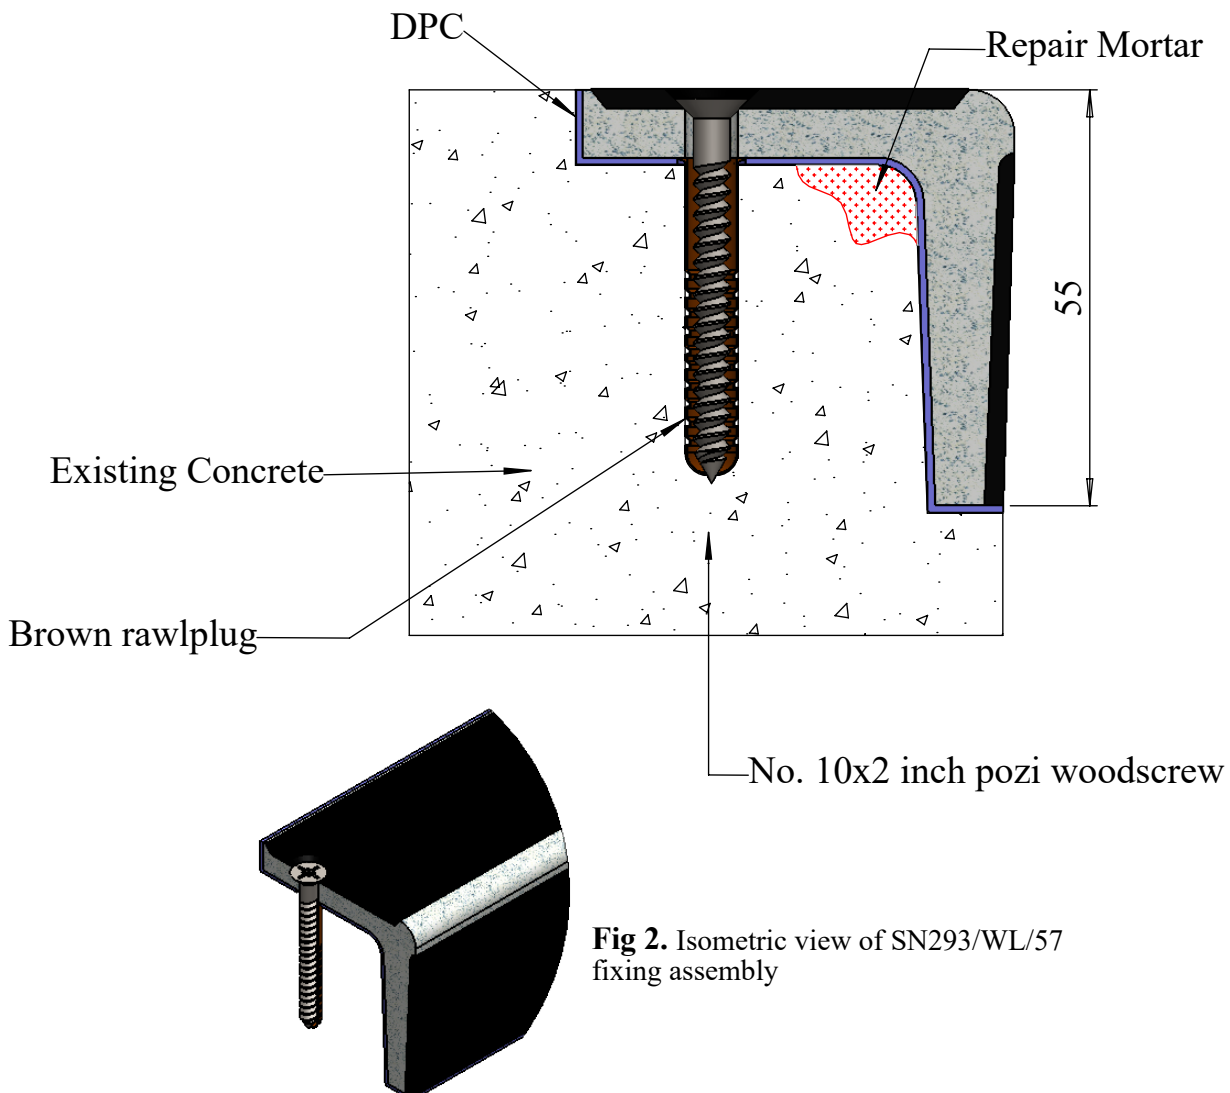 DPC
Repair Mortar
55
Existing Concrete
Brown rawlplug
No. 10x2 inch pozi woodscrew
Fig 2. Isometric view of SN293/WL/57
fixing assembly